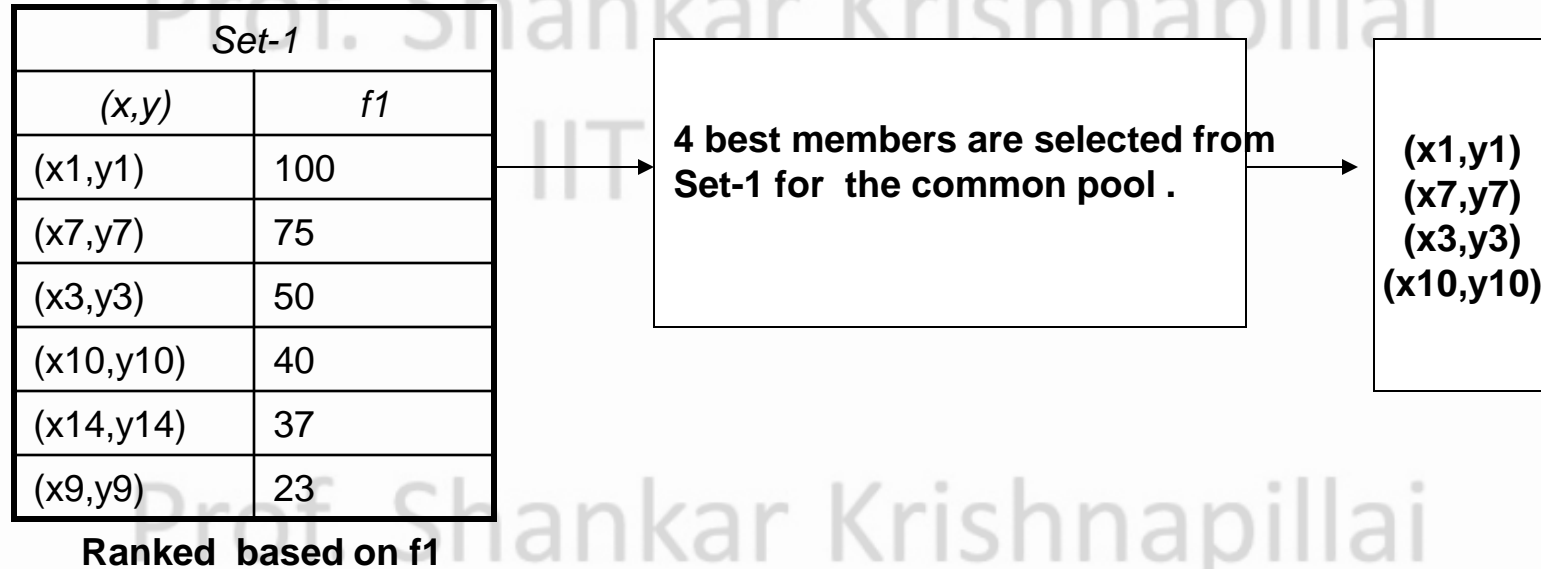 Prof. Shankar Krishnapillai
Set-1
(x,y) f1
(x1,y1) 100
(x7,y7) 75
(x3,y3) 50
(x10,y10) 40
(x14,y14) 37
(x9,y9) 23
Ranked based on f1
IIT
4 best members are selected from
Set-1 for the common pool .
(x1,y1)
(x7,y7)
(x3,y3)
(x10,y10)
Prof. Shankar Krishnapillai